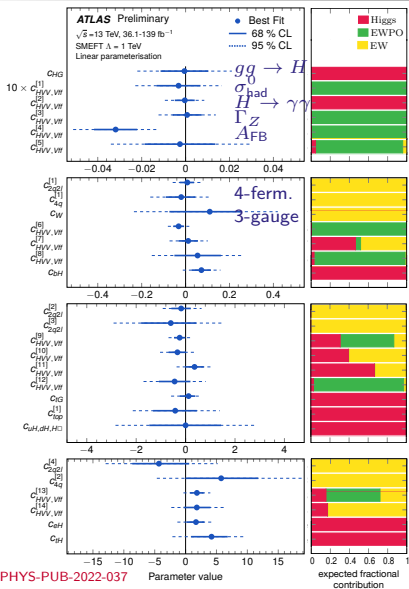 ATLAS Preliminary
√s =13 TeV, 36.1-139 fb⁻¹
SMEFT Λ = 1 TeV
Linear parameterisation
Best Fit
68 % CL
95 % CL
Higgs
EWPO
EW
c_HG
10 × c^[1]_HVV,Vff
c^[2]_HVV,Vff
c^[3]_HVV,Vff
c^[4]_HVV,Vff
c^[5]_HVV,Vff
gg → H
σ⁰_had
H → γγ
Γ_Z
A_FB
−0.04 −0.02 0 0.02 0.04
c^[1]_2q2l
c^[1]_4q
c_W
c^[6]_HVV,Vff
c^[7]_HVV,Vff
c^[8]_HVV,Vff
c_bH
4-ferm.
3-gauge
−0.4 −0.2 0 0.2 0.4
c^[2]_2q2l
c^[3]_2q2l
c^[9]_HVV,Vff
c^[10]_HVV,Vff
c^[11]_HVV,Vff
c^[12]_HVV,Vff
c_tG
c^[1]_top
c_uH,dH,H□
−4 −2 0 2 4
c^[4]_2q2l
c^[2]_4q
c^[13]_HVV,Vff
c^[14]_HVV,Vff
c_eH
c_tH
−15 −10 −5 0 5 10 15
0 0.2 0.4 0.6 0.8 1
PHYS-PUB-2022-037
Parameter value
expected fractional
contribution